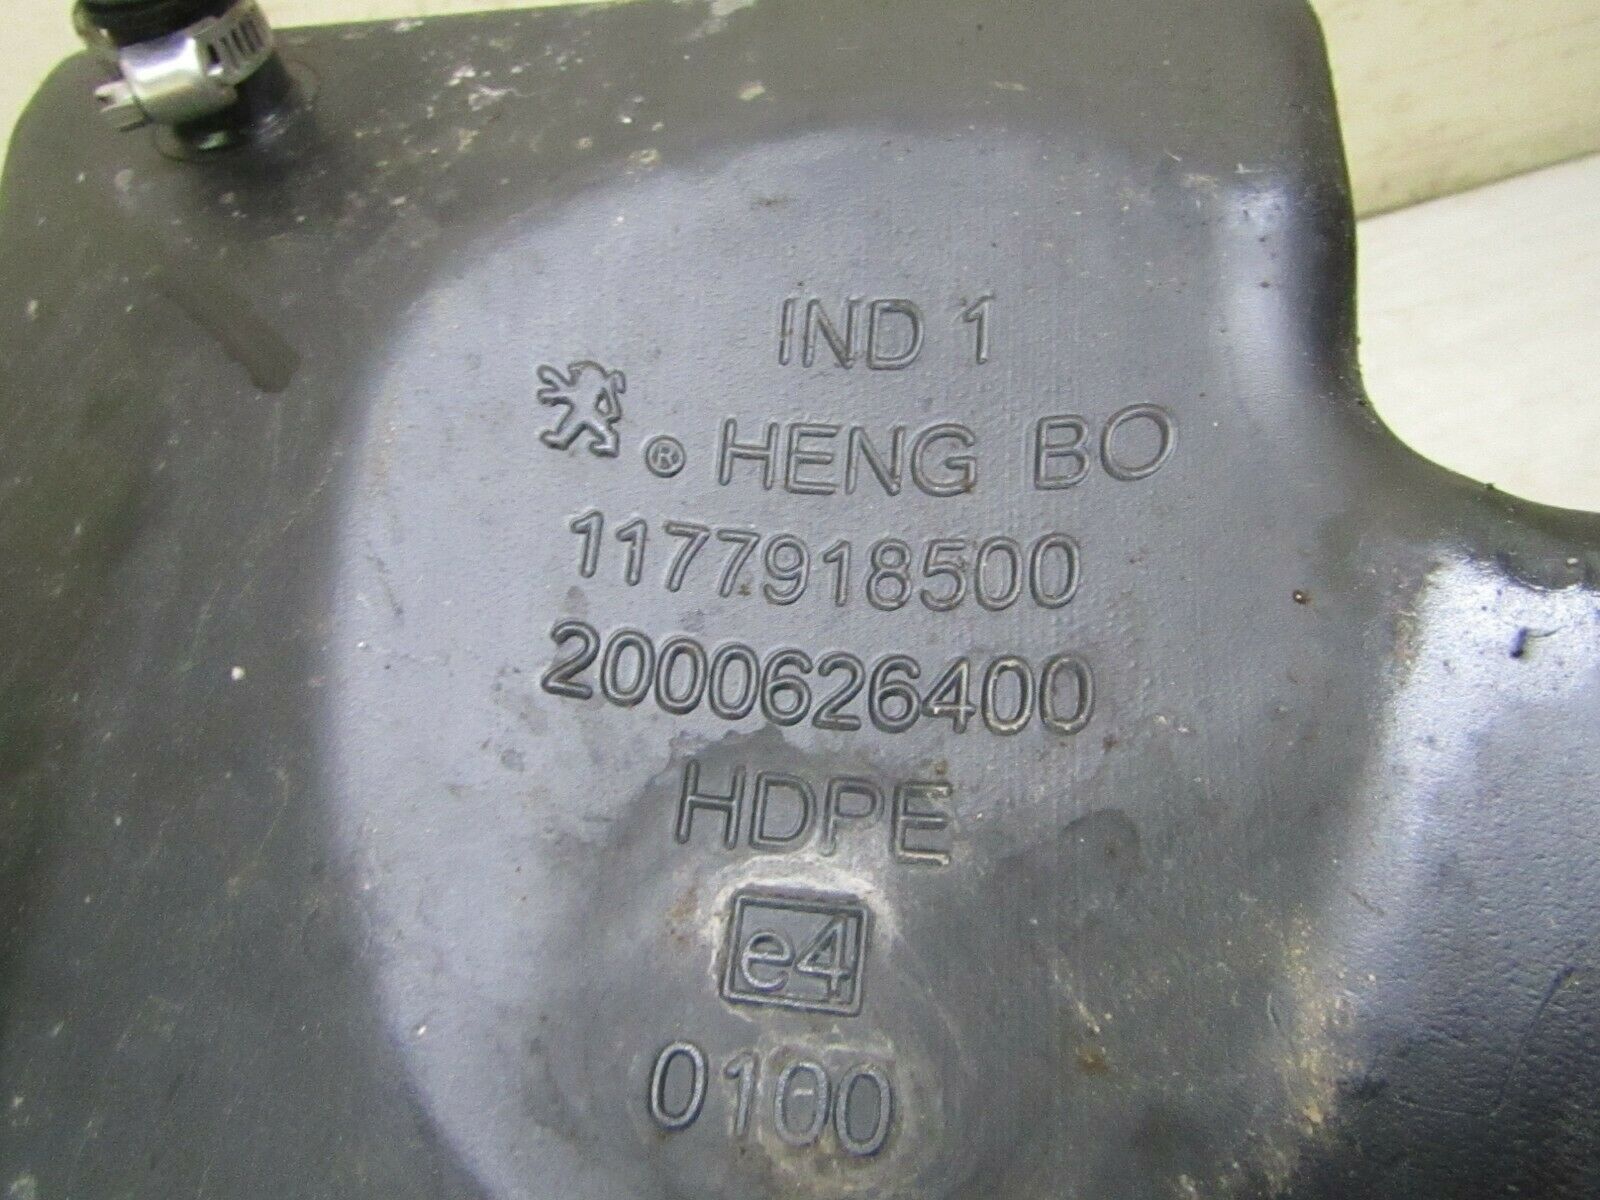 IND 1
® HENG BO
1177918500
2000626400
HDPE
e4
0100